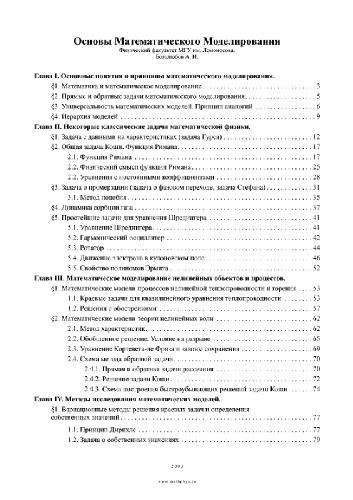 Основы Математического Моделирования
Физический факультет МГУ им. Ломоносова.
Боголюбов А. Н.
Глава I. Основные понятия и принципы математического моделирования.
§1. Математика и математическое моделирование 3
§2. Прямые и обратные задачи математического моделирования 5
§3. Универсальность математических моделей. Принцип аналогий 6
§4. Иерархия моделей 9
Глава II. Некоторые классические задачи математической физики.
§1. Задача с данными на характеристиках (задача Гурса) 12
§2. Общая задача Коши. Функция Римана 17
2.1. Функция Римана 17
2.2. Физический смысл функции Римана 25
2.2. Уравнения с постоянными коэффициентами 28
§3. Задача о промерзании (задача о фазовом переходе, задача Стефана) 31
3.1. Метод подобия 35
§4. Динамика сорбции газа 37
§5. Простейшие задачи для уравнения Шредингера 41
5.1. Уравнение Шредингера 41
5.2. Гармонический осциллятор 42
5.3. Ротатор 44
5.4. Движение электрона в кулоновском поле 46
5.5. Свойства полиномов Эрмита 52
Глава III. Математическое моделирование нелинейных объектов и процессов.
§1. Математические модели процессов нелинейной теплопроводности и горения 53
1.1. Краевые задачи для квазилинейного уравнения теплопроводности 53
1.2. Решения с обострениями 57
§2. Математические модели теории нелинейных волн 62
2.1. Метод характеристик 62
2.2. Обобщенное решение. Условие на разрыве 65
2.3. Уравнение Кортевега-де Фриза и законы сохранения 69
2.4. Схема метода обратной задачи 70
2.4.1. Прямая и обратная задачи рассеяния 70
2.4.2. Решение задачи Коши 72
2.4.3. Схема построения быстроубывающих решений задачи Коши 74
Глава IV. Методы исследования математических моделей.
§1. Вариационные методы решения краевых задач и определения
собственных значений 77
1.1. Принцип Дирихле 77
1.2. Задача о собственных значениях 79
2003